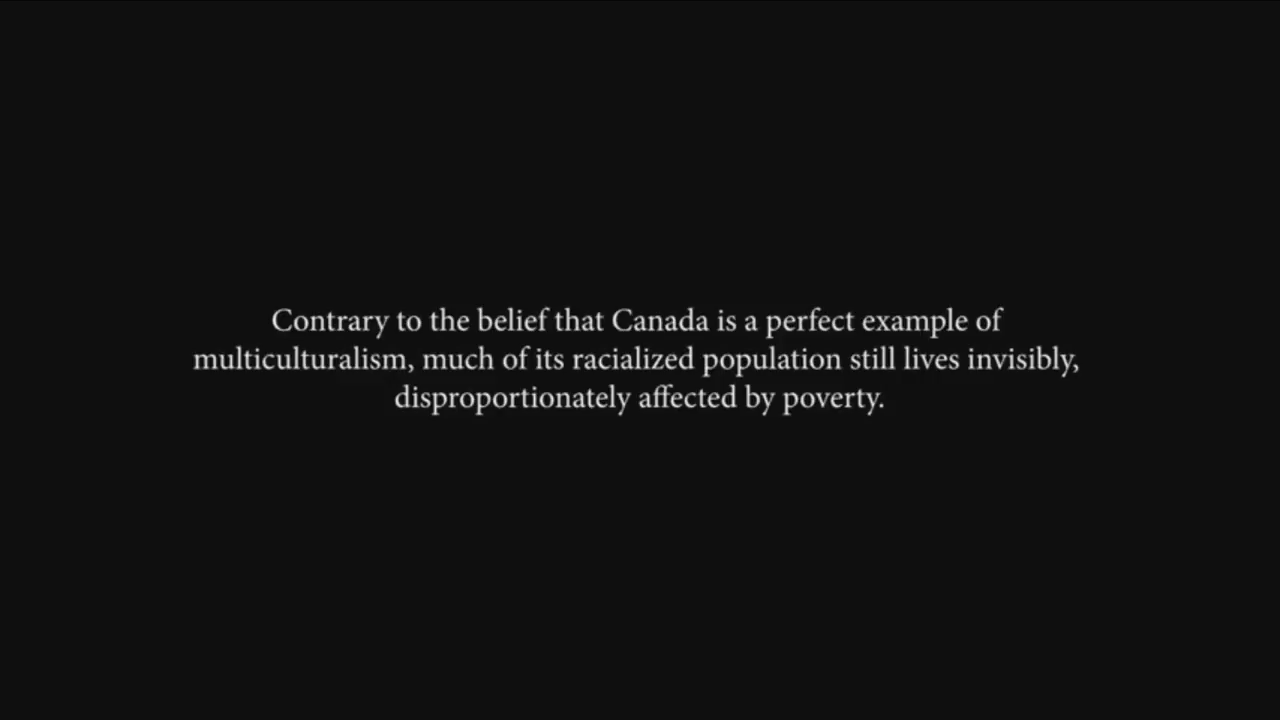 Contrary to the belief that Canada is a perfect example of
multiculturalism, much of its racialized population still lives invisibly,
disproportionately affected by poverty.